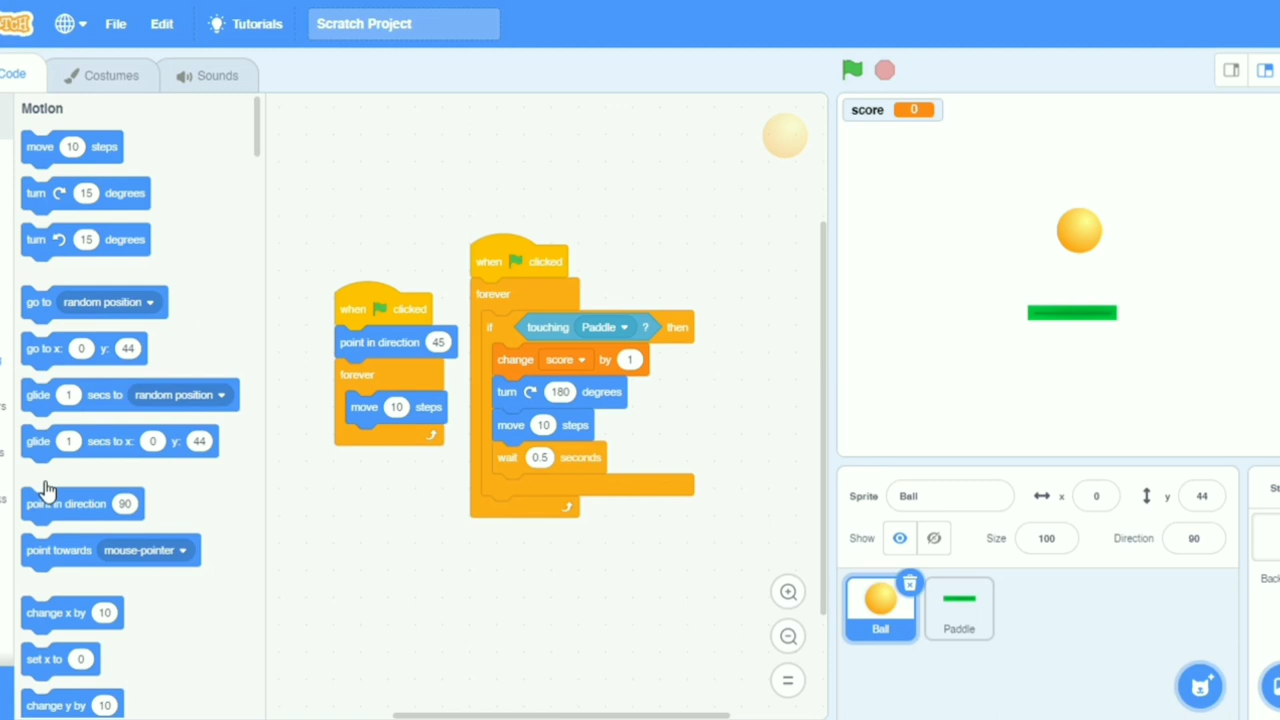 TCH File Edit Tutorials Scratch Project
Code Costumes Sounds
Motion
move 10 steps
turn 15 degrees
turn 15 degrees
go to random position
go to x: 0 y: 44
glide 1 secs to random position
glide 1 secs to x: 0 y: 44
point in direction 90
point towards mouse-pointer
change x by 10
set x to 0
change y by 10
when clicked
point in direction 45
forever
move 10 steps
when clicked
forever
if touching Paddle ? then
change score by 1
turn 180 degrees
move 10 steps
wait 0.5 seconds
score 0
Sprite Ball x 0 y 44
Show Size 100 Direction 90
Ball Paddle